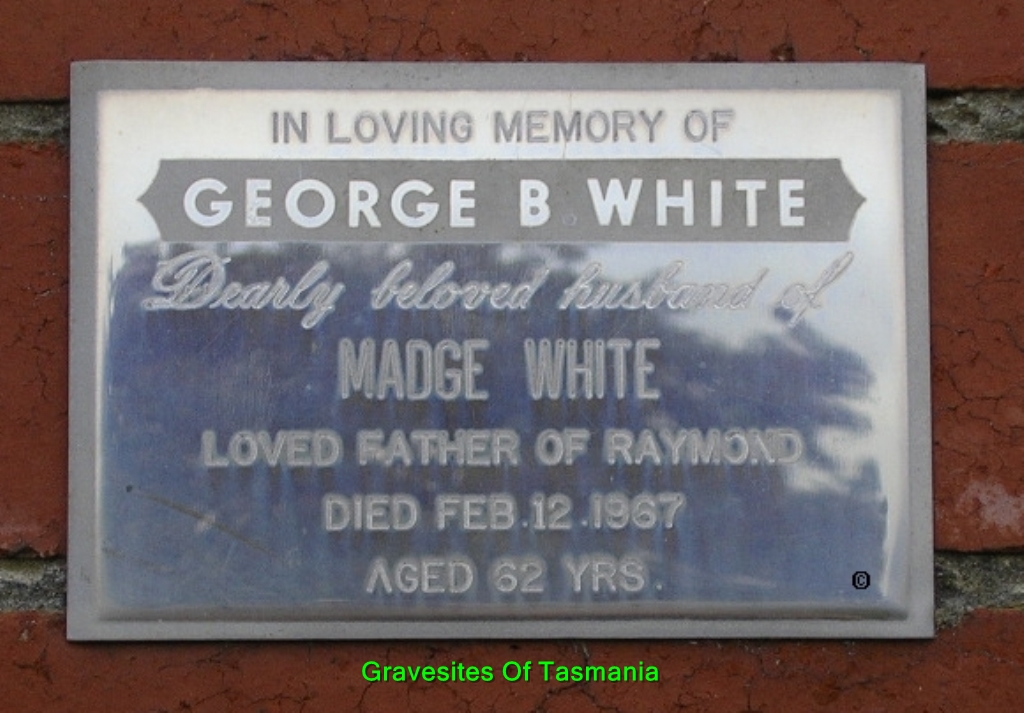 IN LOVING MEMORY OF
GEORGE B. WHITE
Dearly beloved husband of
MADGE WHITE
LOVED FATHER OF RAYMOND
DIED FEB. 12. 1967
AGED 62 YRS.
©
Gravesites Of Tasmania